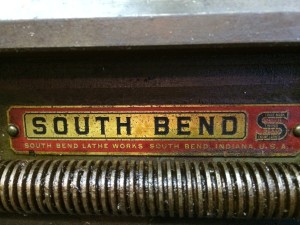 SOUTH BEND S
SOUTH BEND LATHE WORKS SOUTH BEND, INDIANA, U.S.A.